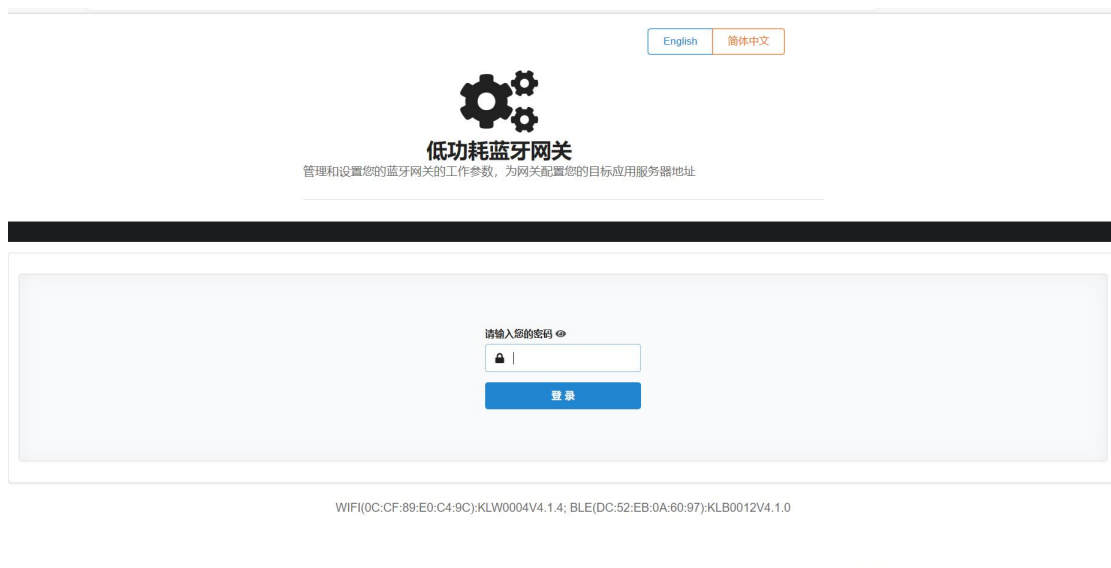 English 简体中文
低功耗蓝牙网关
管理和设置您的蓝牙网关的工作参数，为网关配置您的目标应用服务器地址
请输入您的密码
登 录
WIFI(0C:CF:89:E0:C4:9C):KLW0004V4.1.4; BLE(DC:52:EB:0A:60:97):KLB0012V4.1.0